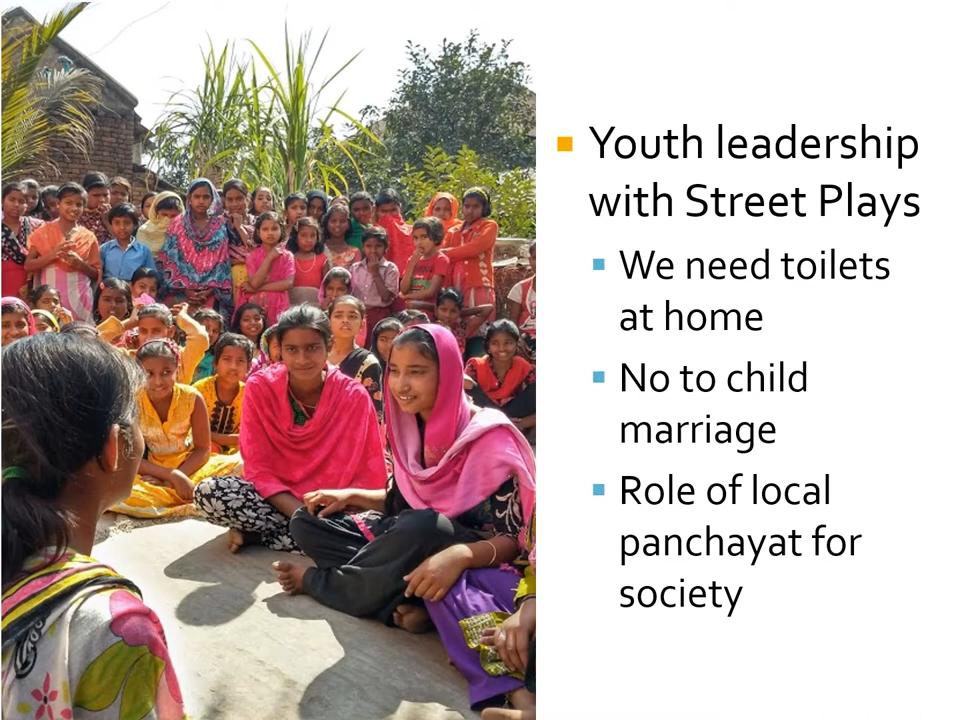 Youth leadership
with Street Plays
We need toilets
at home
No to child
marriage
Role of local
panchayat for
society